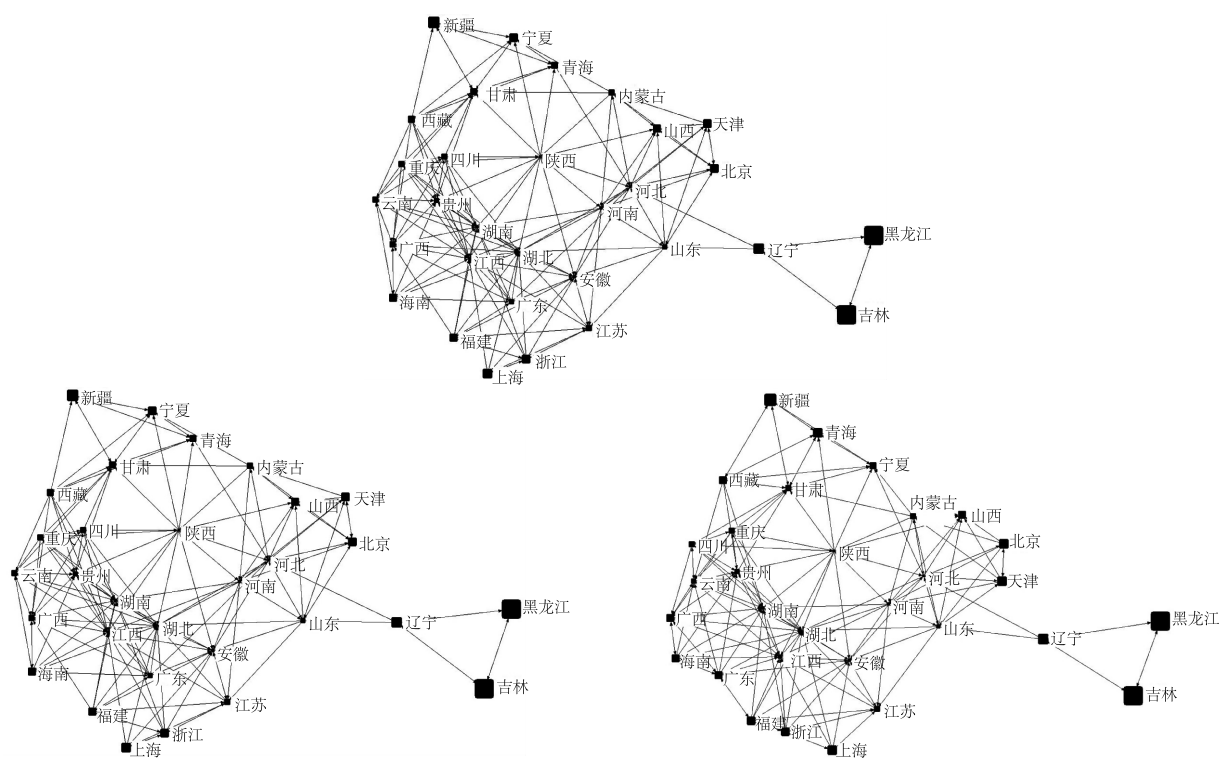 新疆
宁夏
青海
甘肃
内蒙古
西藏
山西
天津
四川
重庆
陕西
北京
云南
贵州
河北
河南
湖南
黑龙江
广西
江西
湖北
山东
辽宁
安徽
海南
广东
吉林
江苏
福建
浙江
上海
新疆
宁夏
青海
甘肃
内蒙古
西藏
山西
天津
四川
陕西
重庆
北京
云南
贵州
河北
河南
湖南
黑龙江
广西
江西
湖北
山东
辽宁
安徽
海南
广东
吉林
江苏
福建
浙江
上海
新疆
青海
宁夏
西藏
甘肃
内蒙古
山西
重庆
四川
陕西
北京
云南
贵州
河北
天津
湖南
河南
广西
湖北
山东
黑龙江
辽宁
海南
江西
安徽
广东
吉林
江苏
福建
浙江
上海